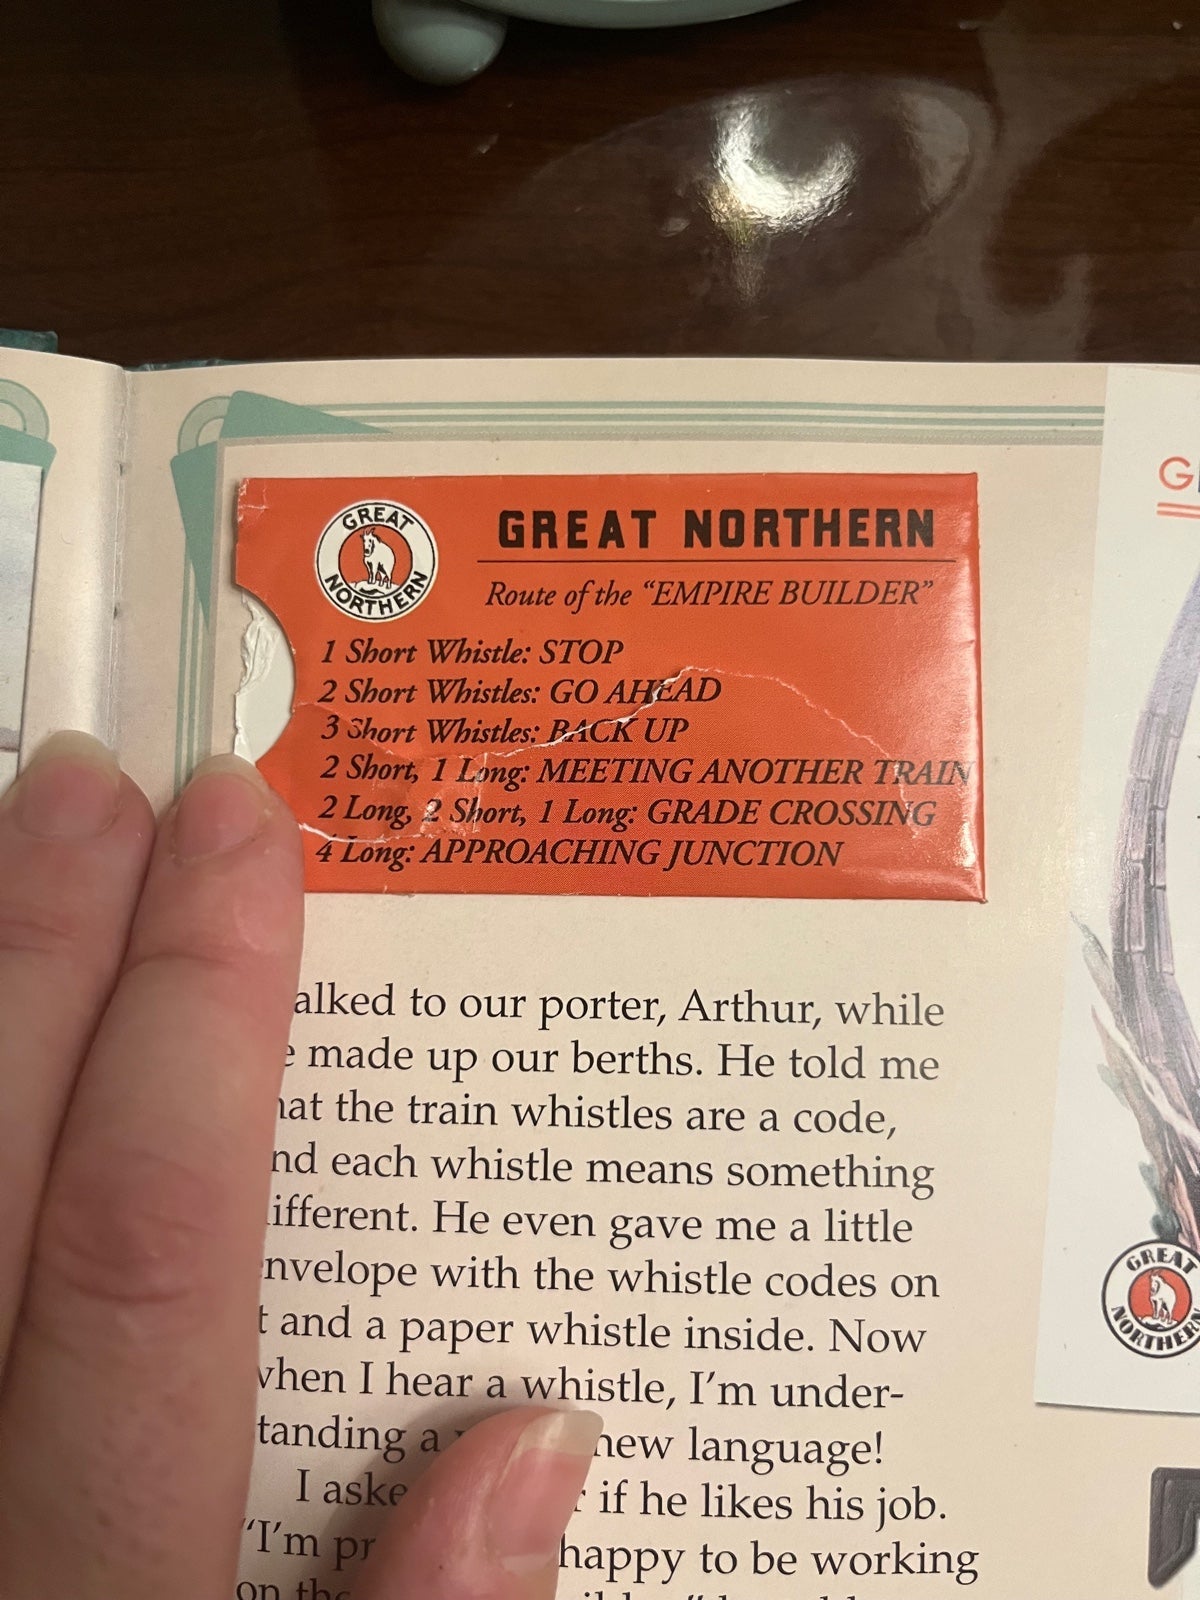 GREAT
NORTHERN
GREAT NORTHERN
Route of the "EMPIRE BUILDER"
1 Short Whistle: STOP
2 Short Whistles: GO AHEAD
3 Short Whistles: BACK UP
2 Short, 1 Long: MEETING ANOTHER TRAIN
2 Long, 2 Short, 1 Long: GRADE CROSSING
4 Long: APPROACHING JUNCTION
alked to our porter, Arthur, while
e made up our berths. He told me
hat the train whistles are a code,
nd each whistle means something
ifferent. He even gave me a little
nvelope with the whistle codes on
t and a paper whistle inside. Now
when I hear a whistle, I'm under-
standing a new language!
I aske if he likes his job.
"I'm pr happy to be working
on the
G
GREAT
NORTHERN